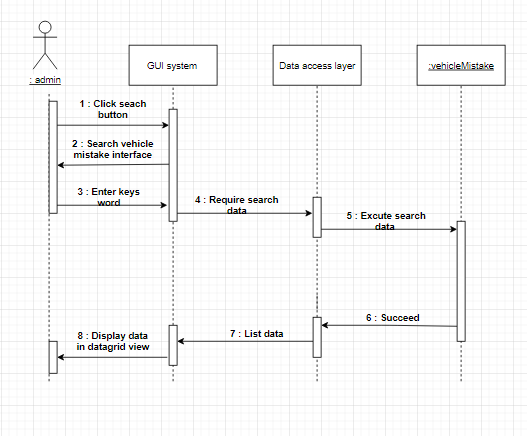 GUI system
Data access layer
:vehicleMistake
: admin
1 : Click seach
button
2 : Search vehicle
mistake interface
3 : Enter keys
word
4 : Require search
data
5 : Excute search
data
6 : Succeed
7 : List data
8 : Display data
in datagrid view